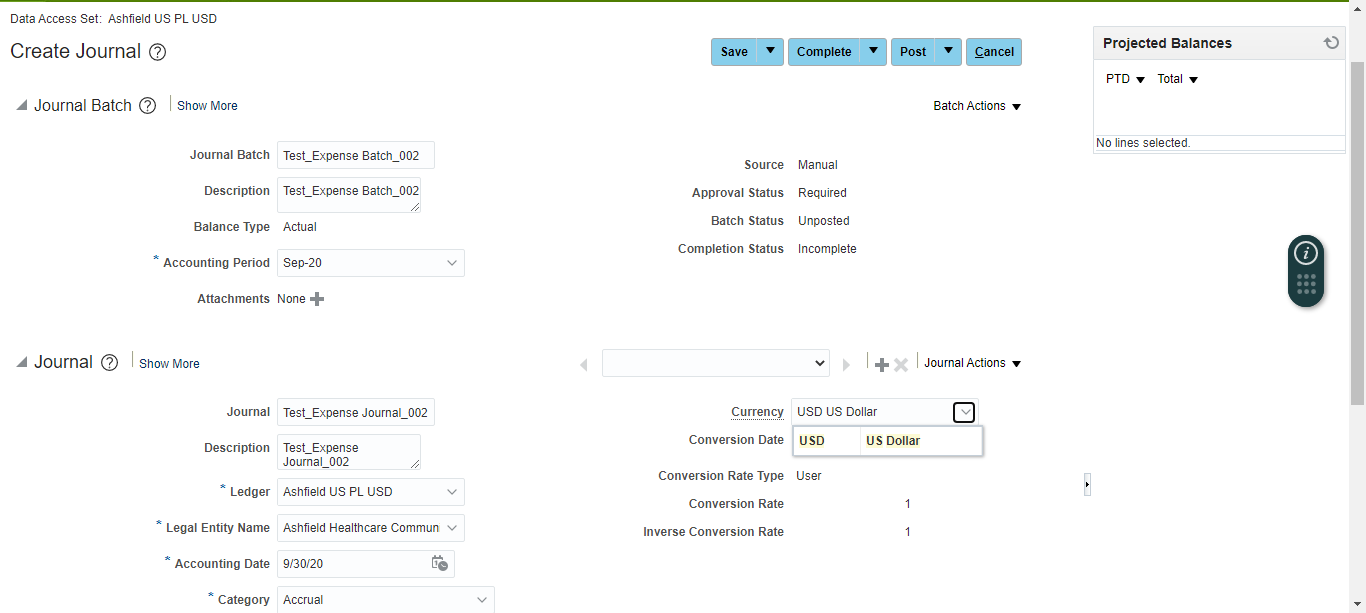 Data Access Set: Ashfield US PL USD
Create Journal ?
Save
Complete
Post
Cancel
Projected Balances
PTD
Total
No lines selected.
Journal Batch ?
Show More
Batch Actions
Journal Batch Test_Expense Batch_002
Description Test_Expense Batch_002
Balance Type Actual
* Accounting Period Sep-20
Attachments None
Source Manual
Approval Status Required
Batch Status Unposted
Completion Status Incomplete
i
Journal ?
Show More
Journal Actions
Journal Test_Expense Journal_002
Description Test_Expense
Journal_002
* Ledger Ashfield US PL USD
* Legal Entity Name Ashfield Healthcare Commun
* Accounting Date 9/30/20
* Category Accrual
Currency USD US Dollar
USD US Dollar
Conversion Date
Conversion Rate Type User
Conversion Rate 1
Inverse Conversion Rate 1